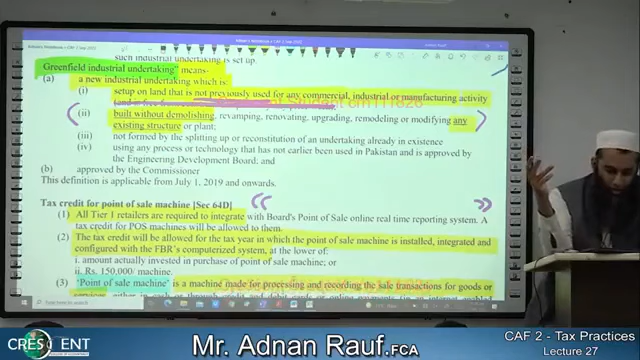 such industrial undertaking is set up.
Greenfield industrial undertaking" means-
(a) a new industrial undertaking which is:
(i) setup on land that is not previously used for any commercial, industrial or manufacturing activity
(ii) built without demolishing, revamping, renovating, upgrading, remodeling or modifying any
existing structure or plant;
(iii) not formed by the splitting up or reconstitution of an undertaking already in existence
(iv) using any process or technology that has not earlier been used in Pakistan and is approved by
the Engineering Development Board; and
(b) approved by the Commissioner
This definition is applicable from July 1, 2019 and onwards.
Tax credit for point of sale machine [Sec 64D]
(1) All Tier 1 retailers are required to integrate with Board's Point of Sale online real time reporting system. A
tax credit for POS machines will be allowed to them.
(2) The tax credit will be allowed for the tax year in which the point of sale machine is installed, integrated and
configured with the FBR's computerized system, at the lower of:
i. amount actually invested in purchase of point of sale machine; or
ii. Rs. 150,000/ machine.
(3) 'Point of sale machine' is a machine made for processing and recording the sale transactions for goods or
CRESCENT
Mr. Adnan Rauf.FCA
CAF 2 - Tax Practices
Lecture 27